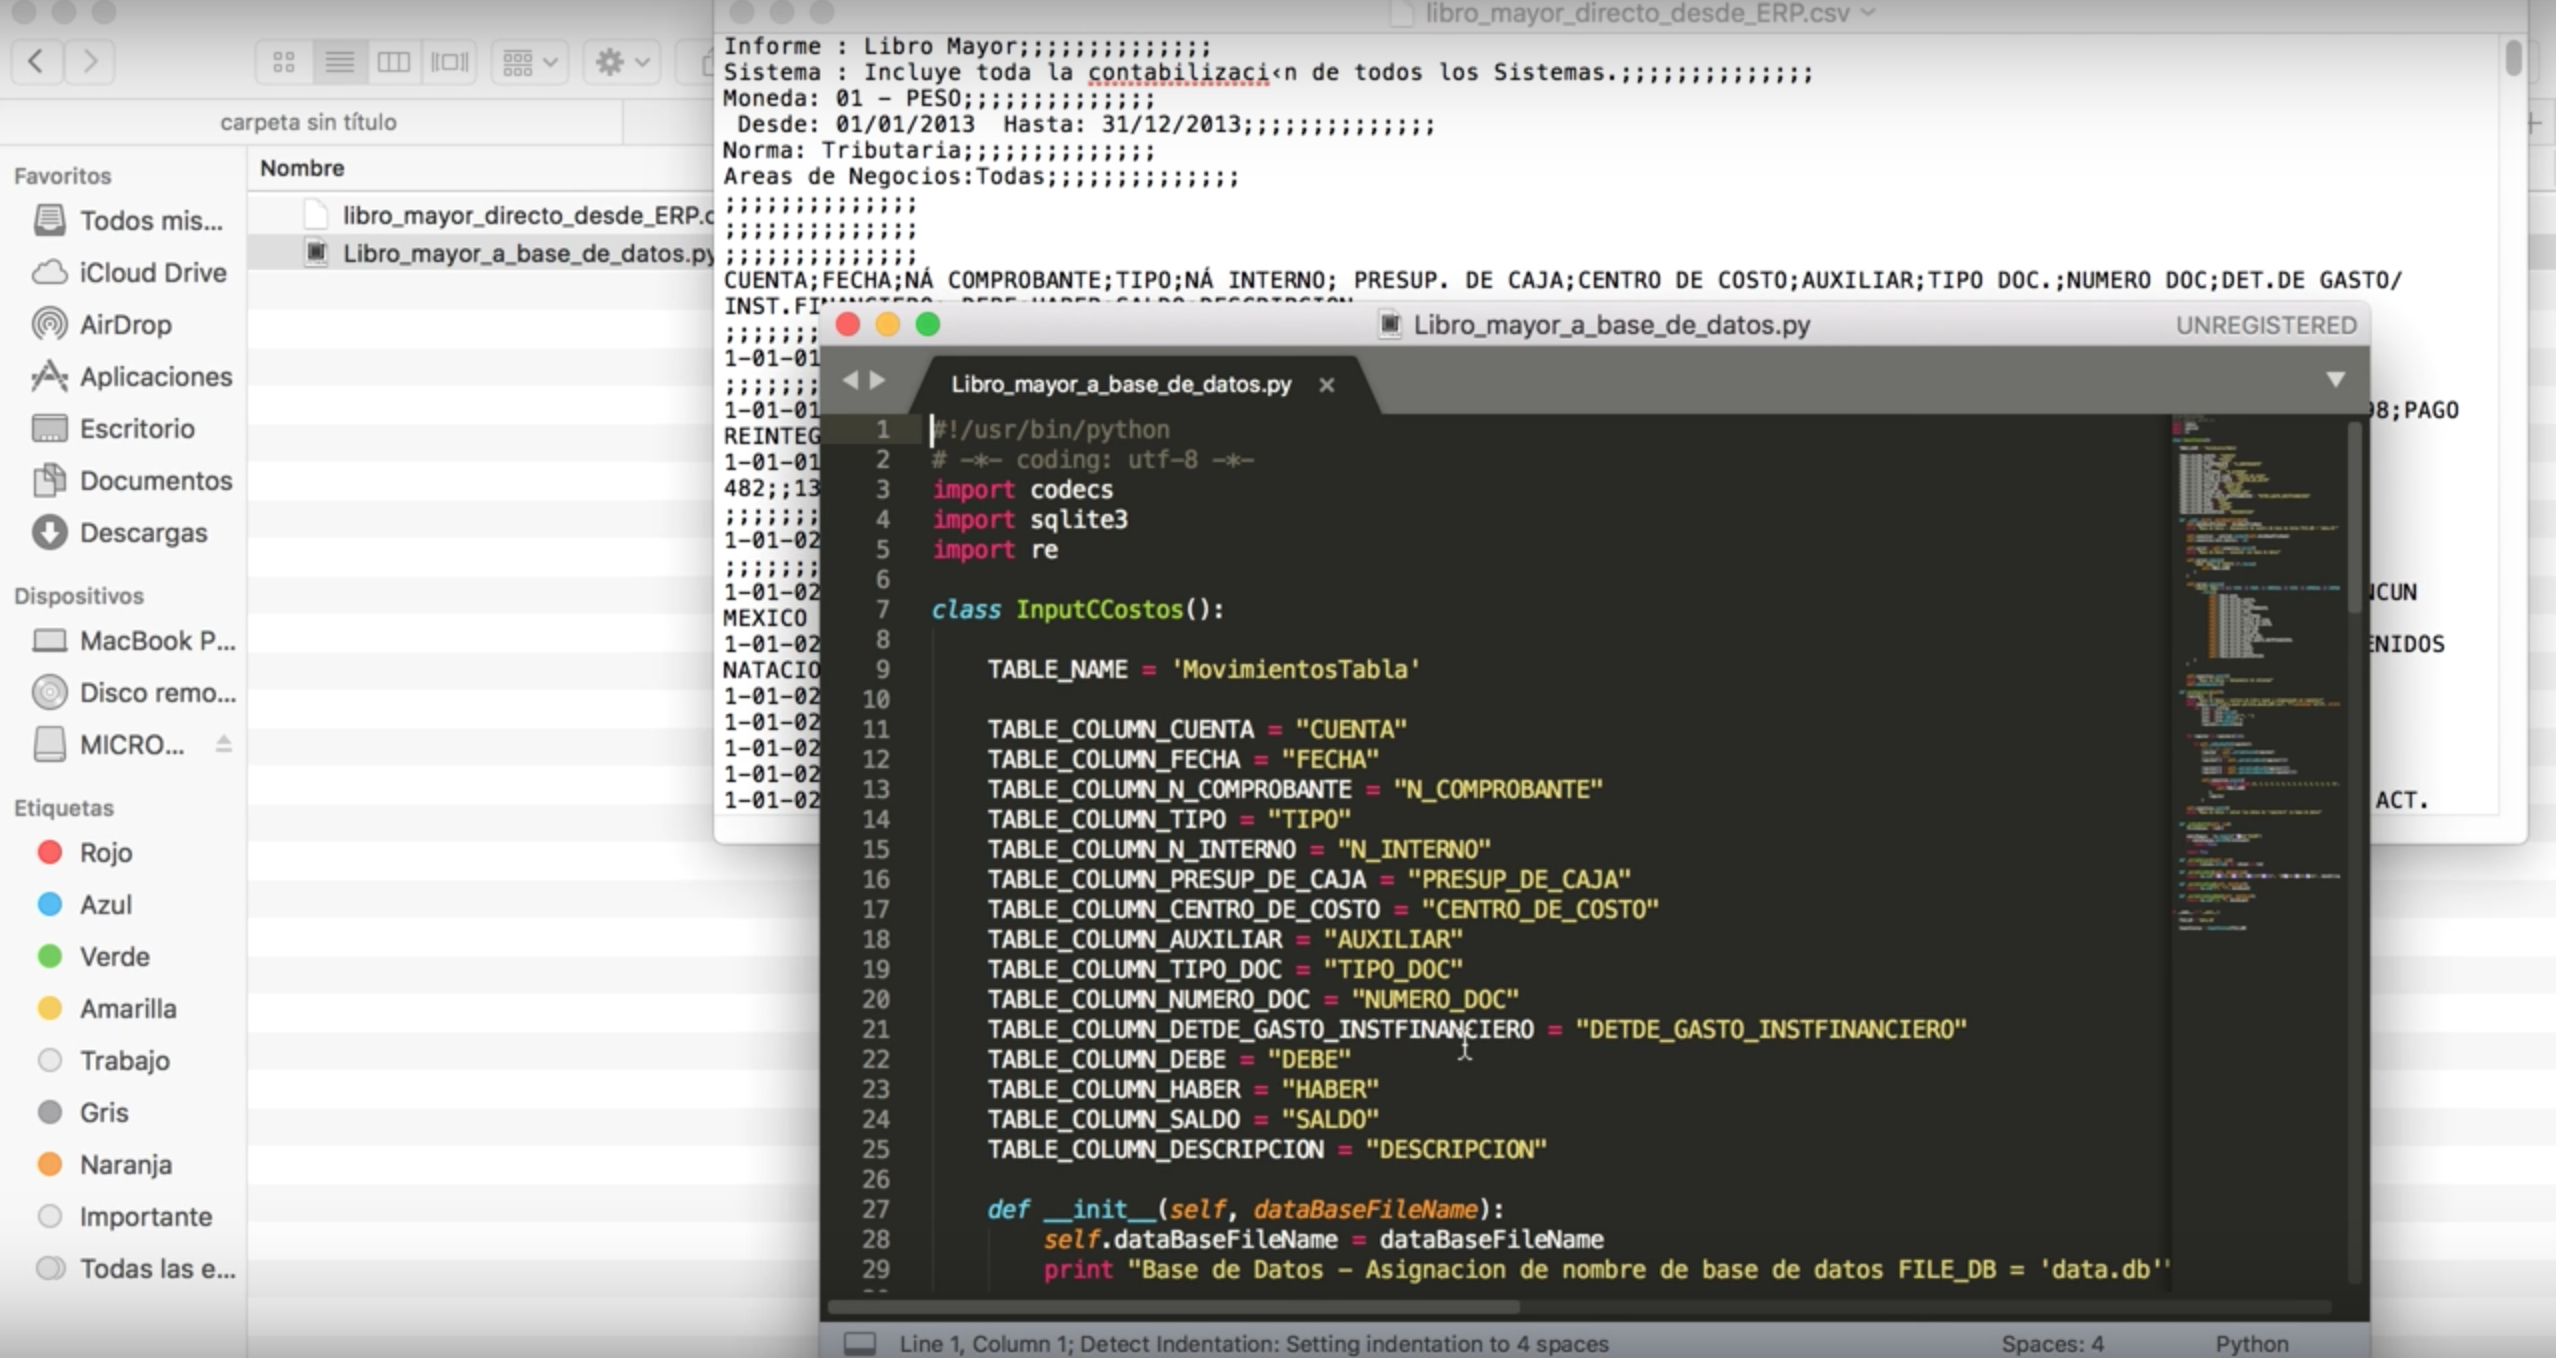 carpeta sin título
Nombre
libro_mayor_directo_desde_ERP.c
Libro_mayor_a_base_de_datos.py
Favoritos
Todos mis...
iCloud Drive
AirDrop
Aplicaciones
Escritorio
Documentos
Descargas
Dispositivos
MacBook P...
Disco remo...
MICRO...
Etiquetas
Rojo
Azul
Verde
Amarilla
Trabajo
Gris
Naranja
Importante
Todas las e...
libro_mayor_directo_desde_ERP.csv
Informe : Libro Mayor;;;;;;;;;;;;;;
Sistema : Incluye toda la contabilizaci‹n de todos los Sistemas.;;;;;;;;;;;;;;
Moneda: 01 - PESO;;;;;;;;;;;;;;
Desde: 01/01/2013 Hasta: 31/12/2013;;;;;;;;;;;;;;
Norma: Tributaria;;;;;;;;;;;;;;
Areas de Negocios:Todas;;;;;;;;;;;;;;
;;;;;;;;;;;;;;
;;;;;;;;;;;;;;
;;;;;;;;;;;;;;
CUENTA;FECHA;NÁ COMPROBANTE;TIPO;NÁ INTERNO; PRESUP. DE CAJA;CENTRO DE COSTO;AUXILIAR;TIPO DOC.;NUMERO DOC;DET.DE GASTO/
INST.FINANCIERO; DEBE;HABER;SALDO;DESCRIPCION
;;;;;;;
1-01-01
;;;;;;;
1-01-01 98;PAGO
REINTEG
1-01-01
482;;13
;;;;;;;
1-01-02
;;;;;;;
1-01-02 NCUN
MEXICO
1-01-02 ENIDOS
NATACIO
1-01-02
1-01-02
1-01-02
1-01-02
1-01-02 ACT.
Libro_mayor_a_base_de_datos.py UNREGISTERED
Libro_mayor_a_base_de_datos.py ×
1 #!/usr/bin/python
2 # -*- coding: utf-8 -*-
3 import codecs
4 import sqlite3
5 import re
6
7 class InputCCostos():
8
9 TABLE_NAME = 'MovimientosTabla'
10
11 TABLE_COLUMN_CUENTA = "CUENTA"
12 TABLE_COLUMN_FECHA = "FECHA"
13 TABLE_COLUMN_N_COMPROBANTE = "N_COMPROBANTE"
14 TABLE_COLUMN_TIPO = "TIPO"
15 TABLE_COLUMN_N_INTERNO = "N_INTERNO"
16 TABLE_COLUMN_PRESUP_DE_CAJA = "PRESUP_DE_CAJA"
17 TABLE_COLUMN_CENTRO_DE_COSTO = "CENTRO_DE_COSTO"
18 TABLE_COLUMN_AUXILIAR = "AUXILIAR"
19 TABLE_COLUMN_TIPO_DOC = "TIPO_DOC"
20 TABLE_COLUMN_NUMERO_DOC = "NUMERO_DOC"
21 TABLE_COLUMN_DETDE_GASTO_INSTFINANCIERO = "DETDE_GASTO_INSTFINANCIERO"
22 TABLE_COLUMN_DEBE = "DEBE"
23 TABLE_COLUMN_HABER = "HABER"
24 TABLE_COLUMN_SALDO = "SALDO"
25 TABLE_COLUMN_DESCRIPCION = "DESCRIPCION"
26
27 def __init__(self, dataBaseFileName):
28 self.dataBaseFileName = dataBaseFileName
29 print "Base de Datos - Asignacion de nombre de base de datos FILE_DB = 'data.db'"
Line 1, Column 1; Detect Indentation: Setting indentation to 4 spaces
Spaces: 4
Python